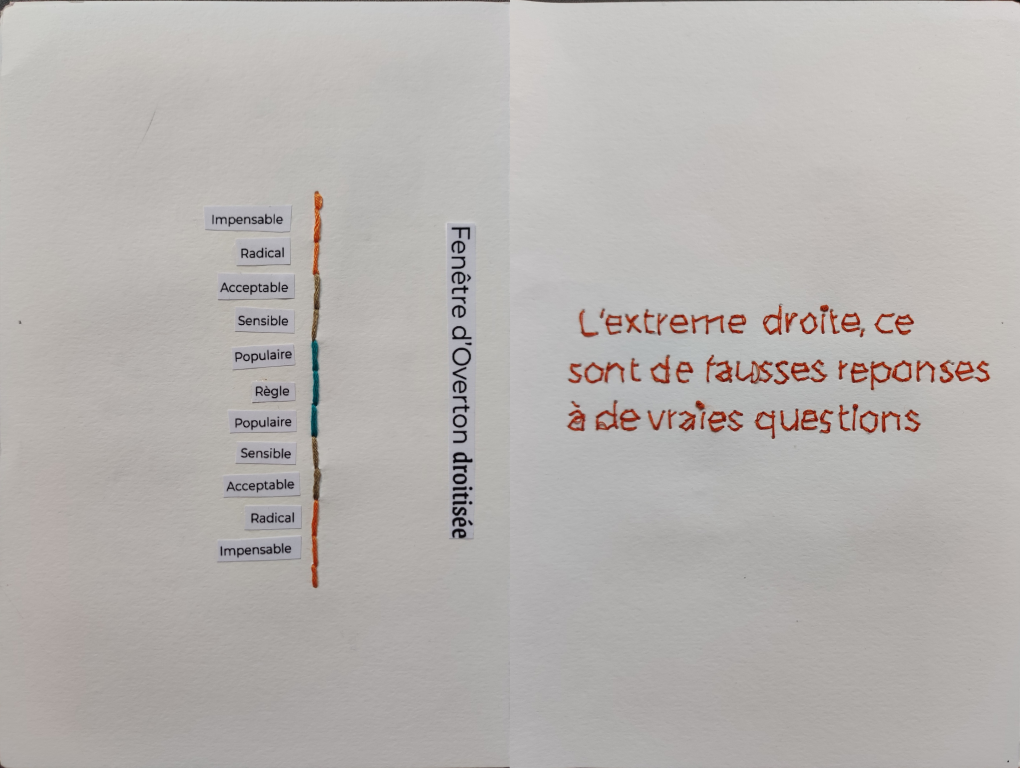 Impensable
Radical
Acceptable
Sensible
Populaire
Règle
Populaire
Sensible
Acceptable
Radical
Impensable
Fenêtre d'Overton droitisée
L'extreme droite, ce
sont de fausses reponses
à de vraies questions